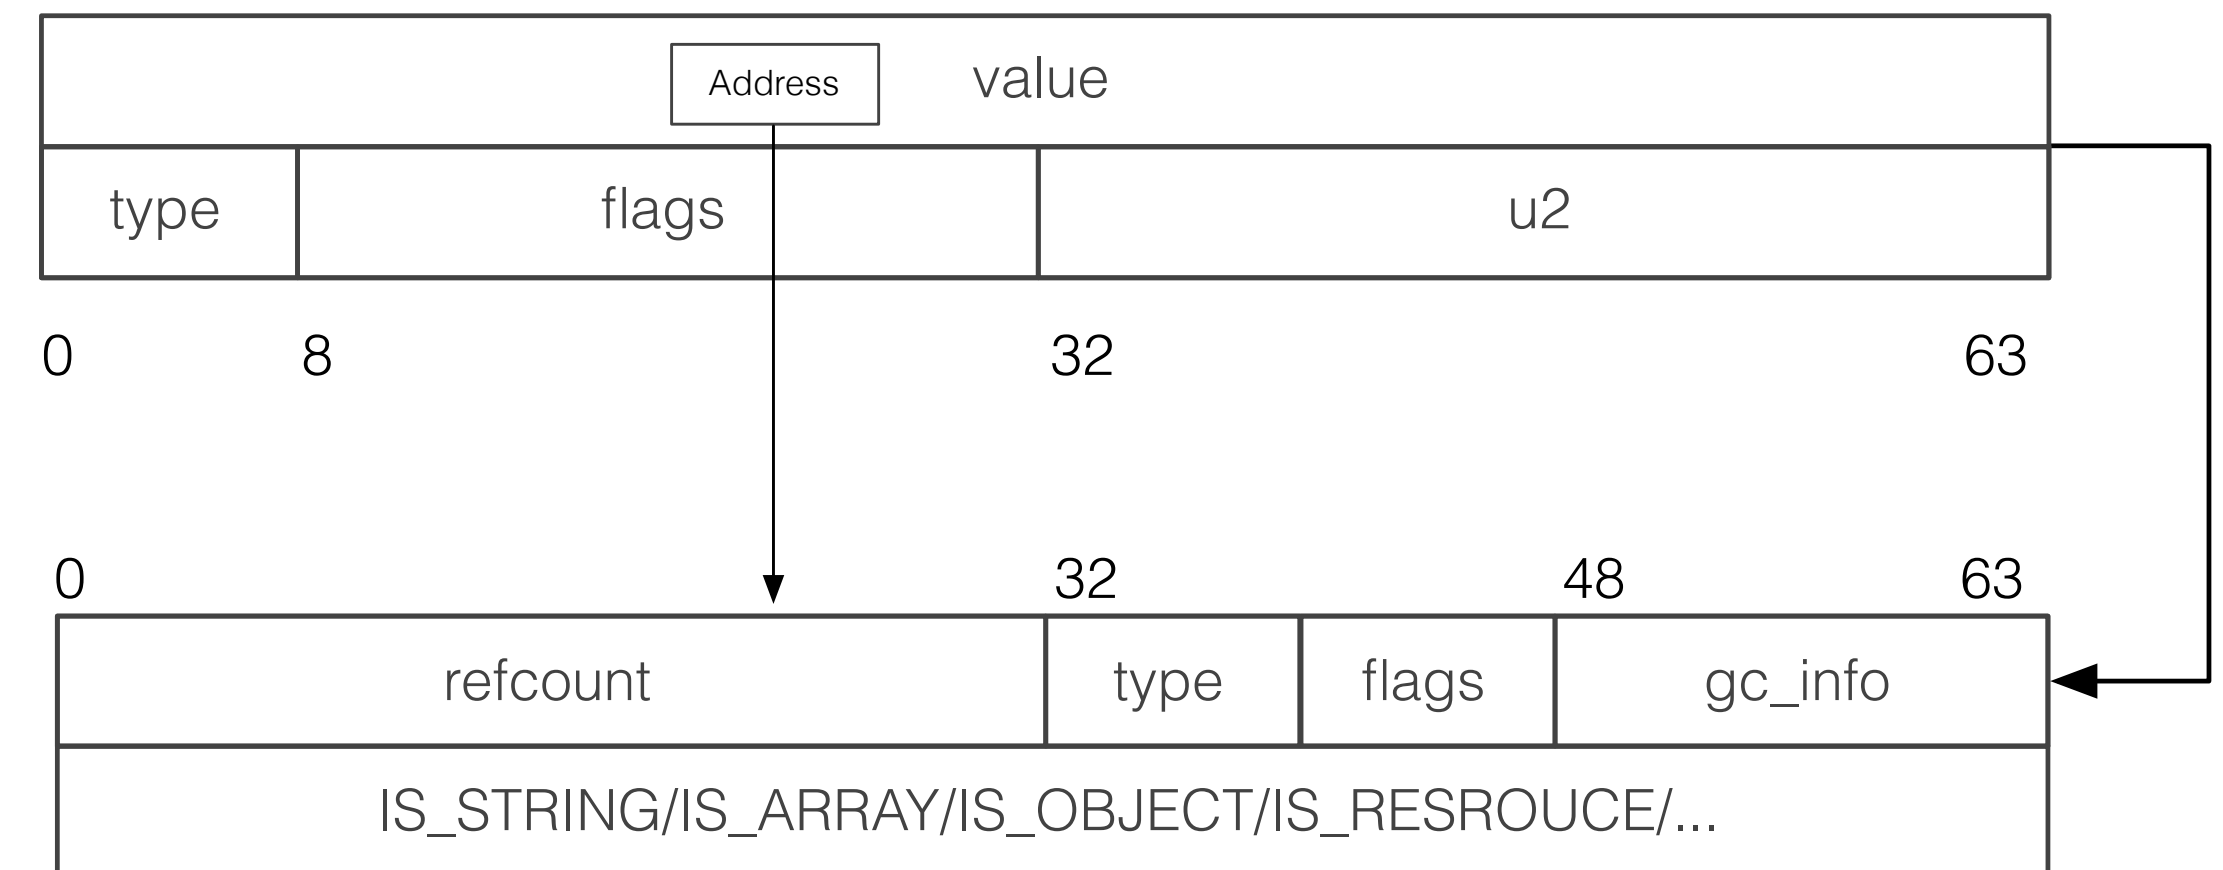 Address value
type flags u2
0 8 32 63
0 32 48 63
refcount type flags gc_info
IS_STRING/IS_ARRAY/IS_OBJECT/IS_RESROUCE/...